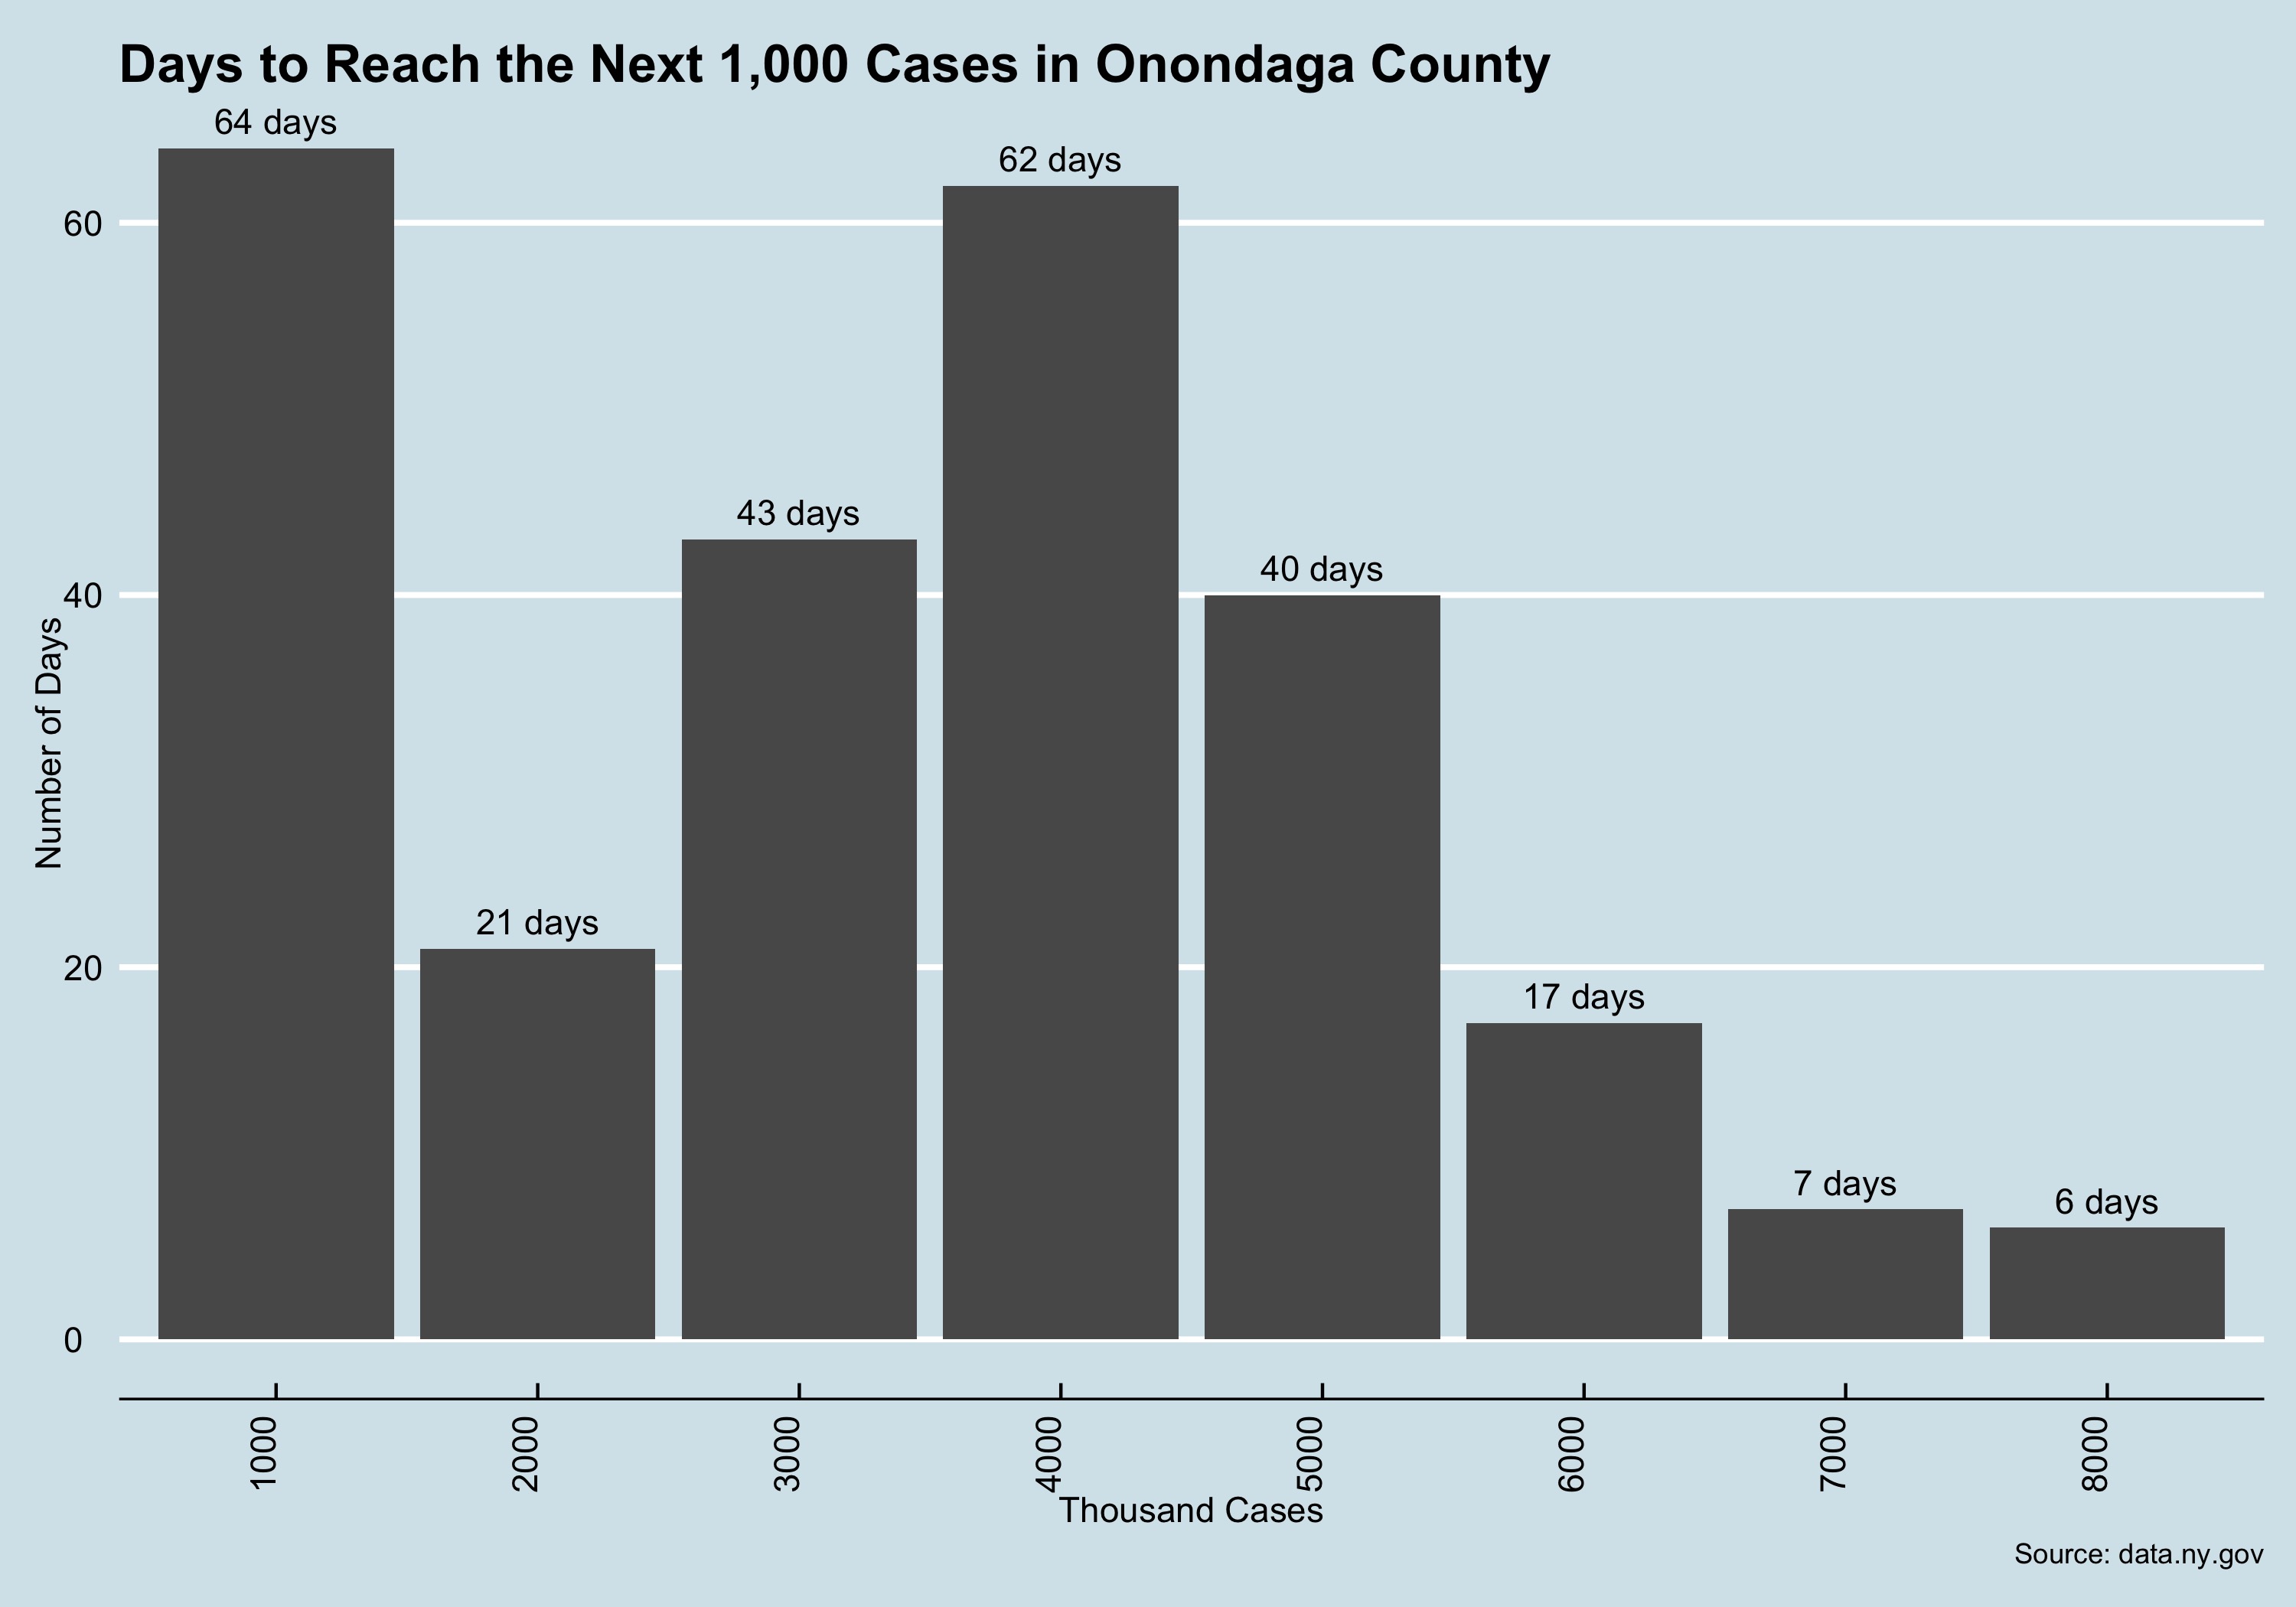 Days to Reach the Next 1,000 Cases in Onondaga County
64 days
62 days
60
43 days
40 days
40
Number of Days
21 days
20
17 days
7 days
6 days
0
1000
2000
3000
4000
5000
6000
7000
8000
Thousand Cases
Source: data.ny.gov